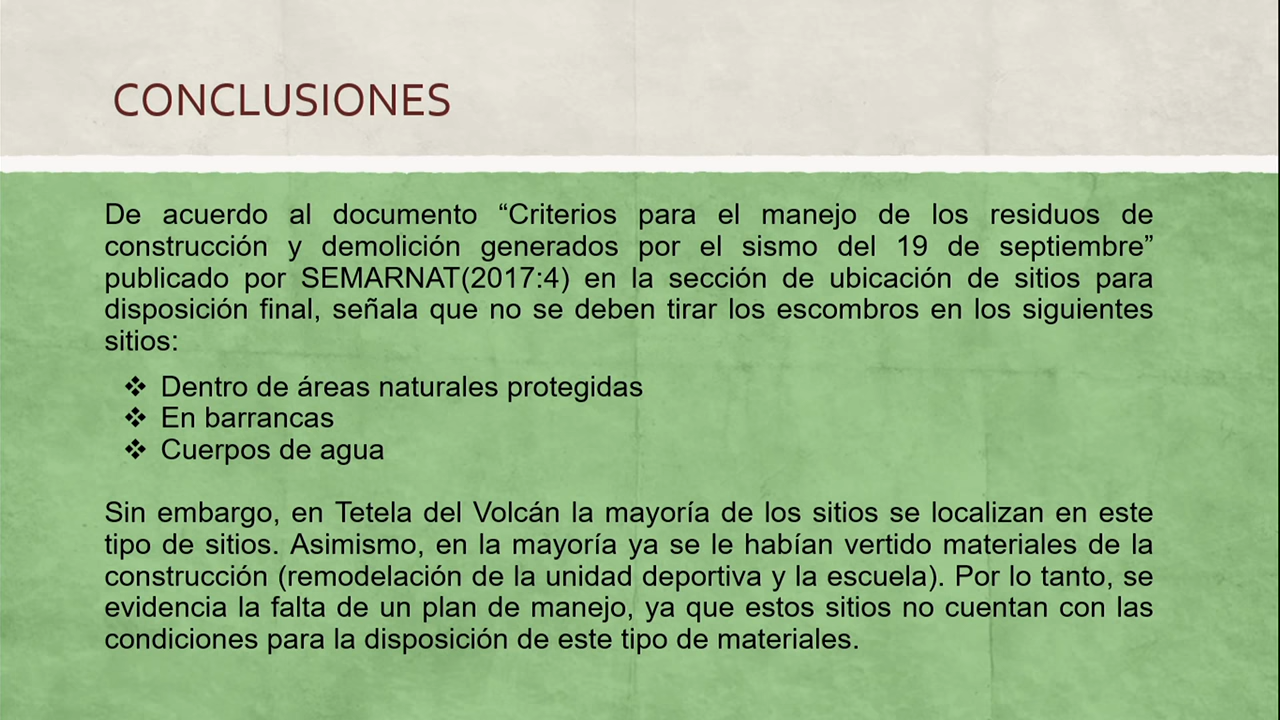 CONCLUSIONES
De acuerdo al documento “Criterios para el manejo de los residuos de
construcción y demolición generados por el sismo del 19 de septiembre”
publicado por SEMARNAT(2017:4) en la sección de ubicación de sitios para
disposición final, señala que no se deben tirar los escombros en los siguientes
sitios:
❖ Dentro de áreas naturales protegidas
❖ En barrancas
❖ Cuerpos de agua
Sin embargo, en Tetela del Volcán la mayoría de los sitios se localizan en este
tipo de sitios. Asimismo, en la mayoría ya se le habían vertido materiales de la
construcción (remodelación de la unidad deportiva y la escuela). Por lo tanto, se
evidencia la falta de un plan de manejo, ya que estos sitios no cuentan con las
condiciones para la disposición de este tipo de materiales.